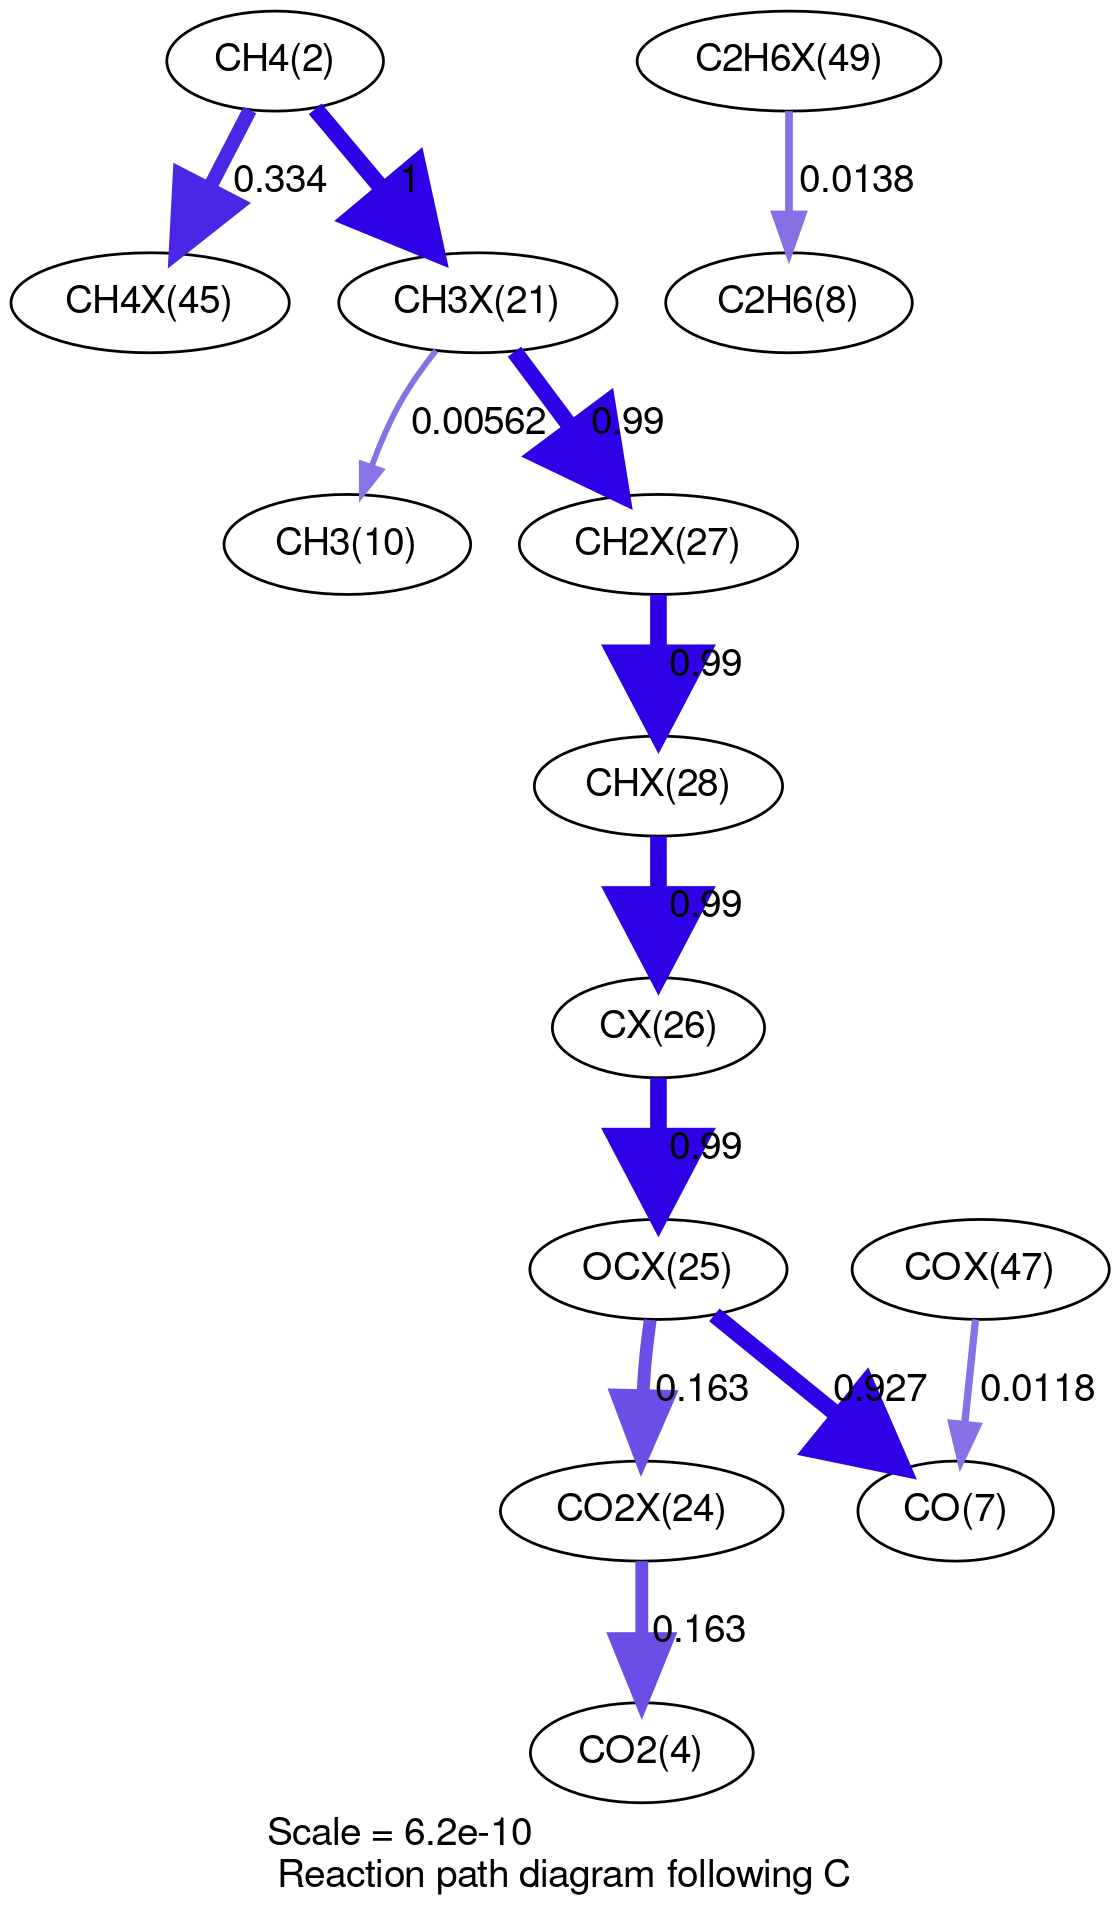 CH4(2)
C2H6X(49)
0.334
1
0.0138
CH4X(45)
CH3X(21)
C2H6(8)
0.00562
0.99
CH3(10)
CH2X(27)
0.99
CHX(28)
0.99
CX(26)
0.99
OCX(25)
COX(47)
0.163
0.927
0.0118
CO2X(24)
CO(7)
0.163
CO2(4)
Scale = 6.2e-10
Reaction path diagram following C